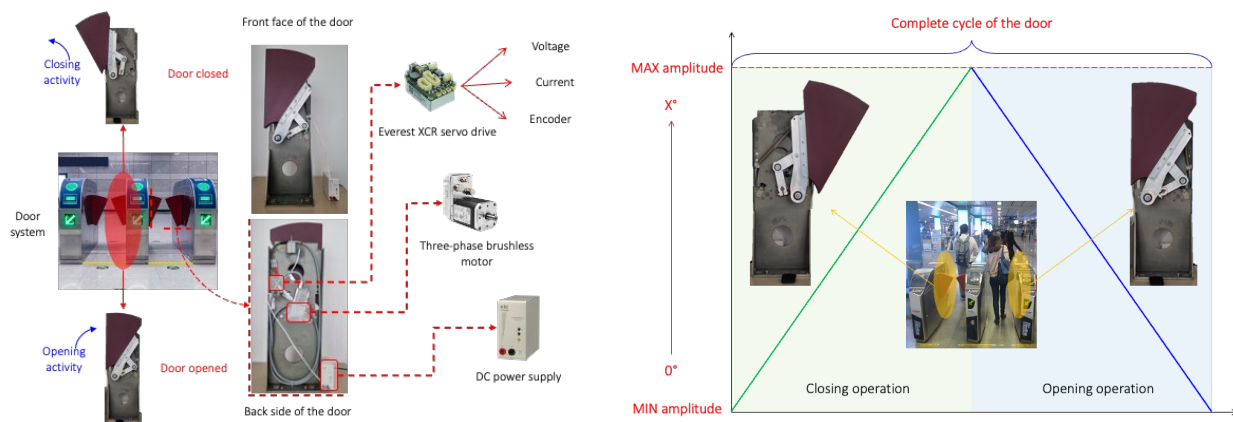 Front face of the door
Closing
activity
Door closed
Voltage
Current
Encoder
Everest XCR servo drive
Door
system
Three-phase brushless
motor
Opening
activity
Door opened
DC power supply
Back side of the door
Complete cycle of the door
MAX amplitude
X°
0°
MIN amplitude
Closing operation
Opening operation